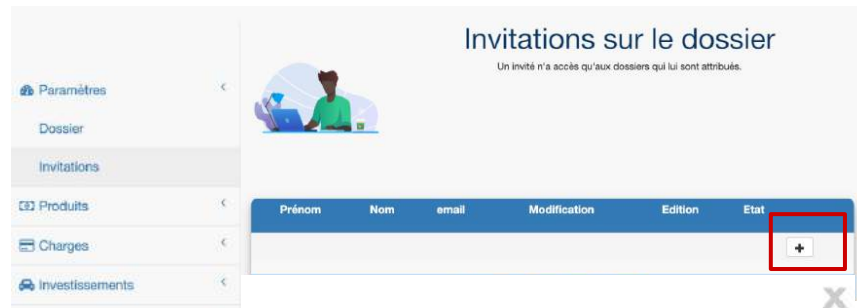 Invitations sur le dossier
Un invité n'a accès qu'aux dossiers qui lui sont attribués.
Paramètres
Dossier
Invitations
Produits
Charges
Investissements
Prénom Nom email Modification Edition Etat
+
X